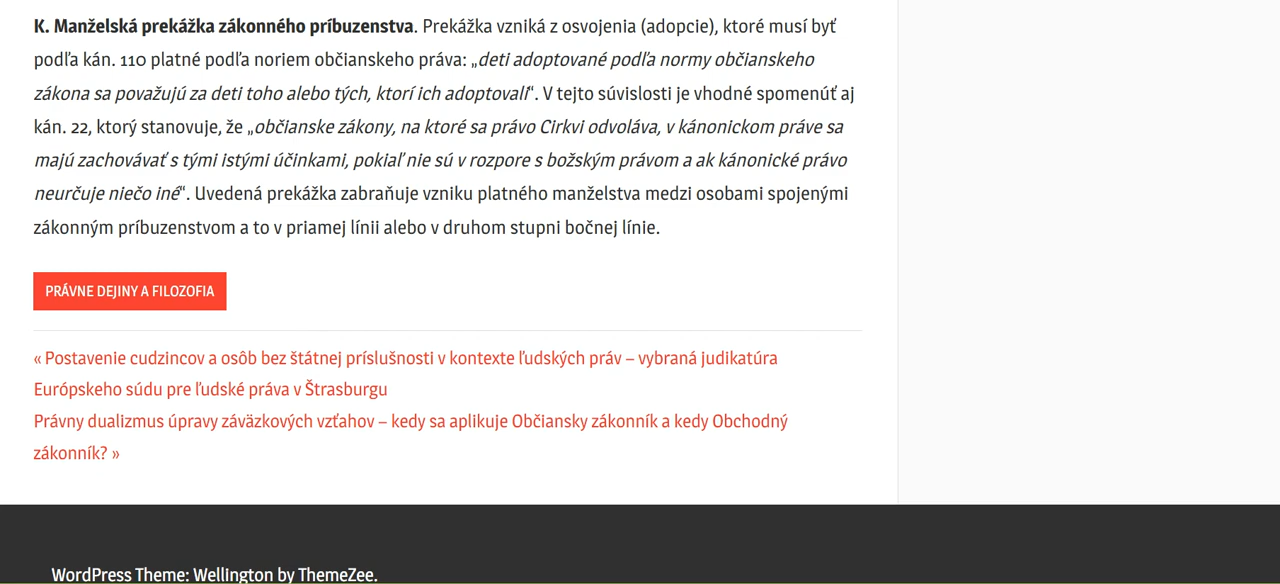 K. Manželská prekážka zákonného príbuzenstva. Prekážka vzniká z osvojenia (adopcie), ktoré musí byť
podľa kán. 110 platné podľa noriem občianskeho práva: „deti adoptované podľa normy občianskeho
zákona sa považujú za deti toho alebo tých, ktorí ich adoptovali“. V tejto súvislosti je vhodné spomenúť aj
kán. 22, ktorý stanovuje, že „občianske zákony, na ktoré sa právo Cirkvi odvoláva, v kánonickom práve sa
majú zachovávať s tými istými účinkami, pokiaľ nie sú v rozpore s božským právom a ak kánonické právo
neurčuje niečo iné“. Uvedená prekážka zabraňuje vzniku platného manželstva medzi osobami spojenými
zákonným príbuzenstvom a to v priamej línii alebo v druhom stupni bočnej línie.
PRÁVNE DEJINY A FILOZOFIA
« Postavenie cudzincov a osôb bez štátnej príslušnosti v kontexte ľudských práv – vybraná judikatúra
Európskeho súdu pre ľudské práva v Štrasburgu
Právny dualizmus úpravy záväzkových vzťahov – kedy sa aplikuje Občiansky zákonník a kedy Obchodný
zákonník? »
WordPress Theme: Wellington by ThemeZee.